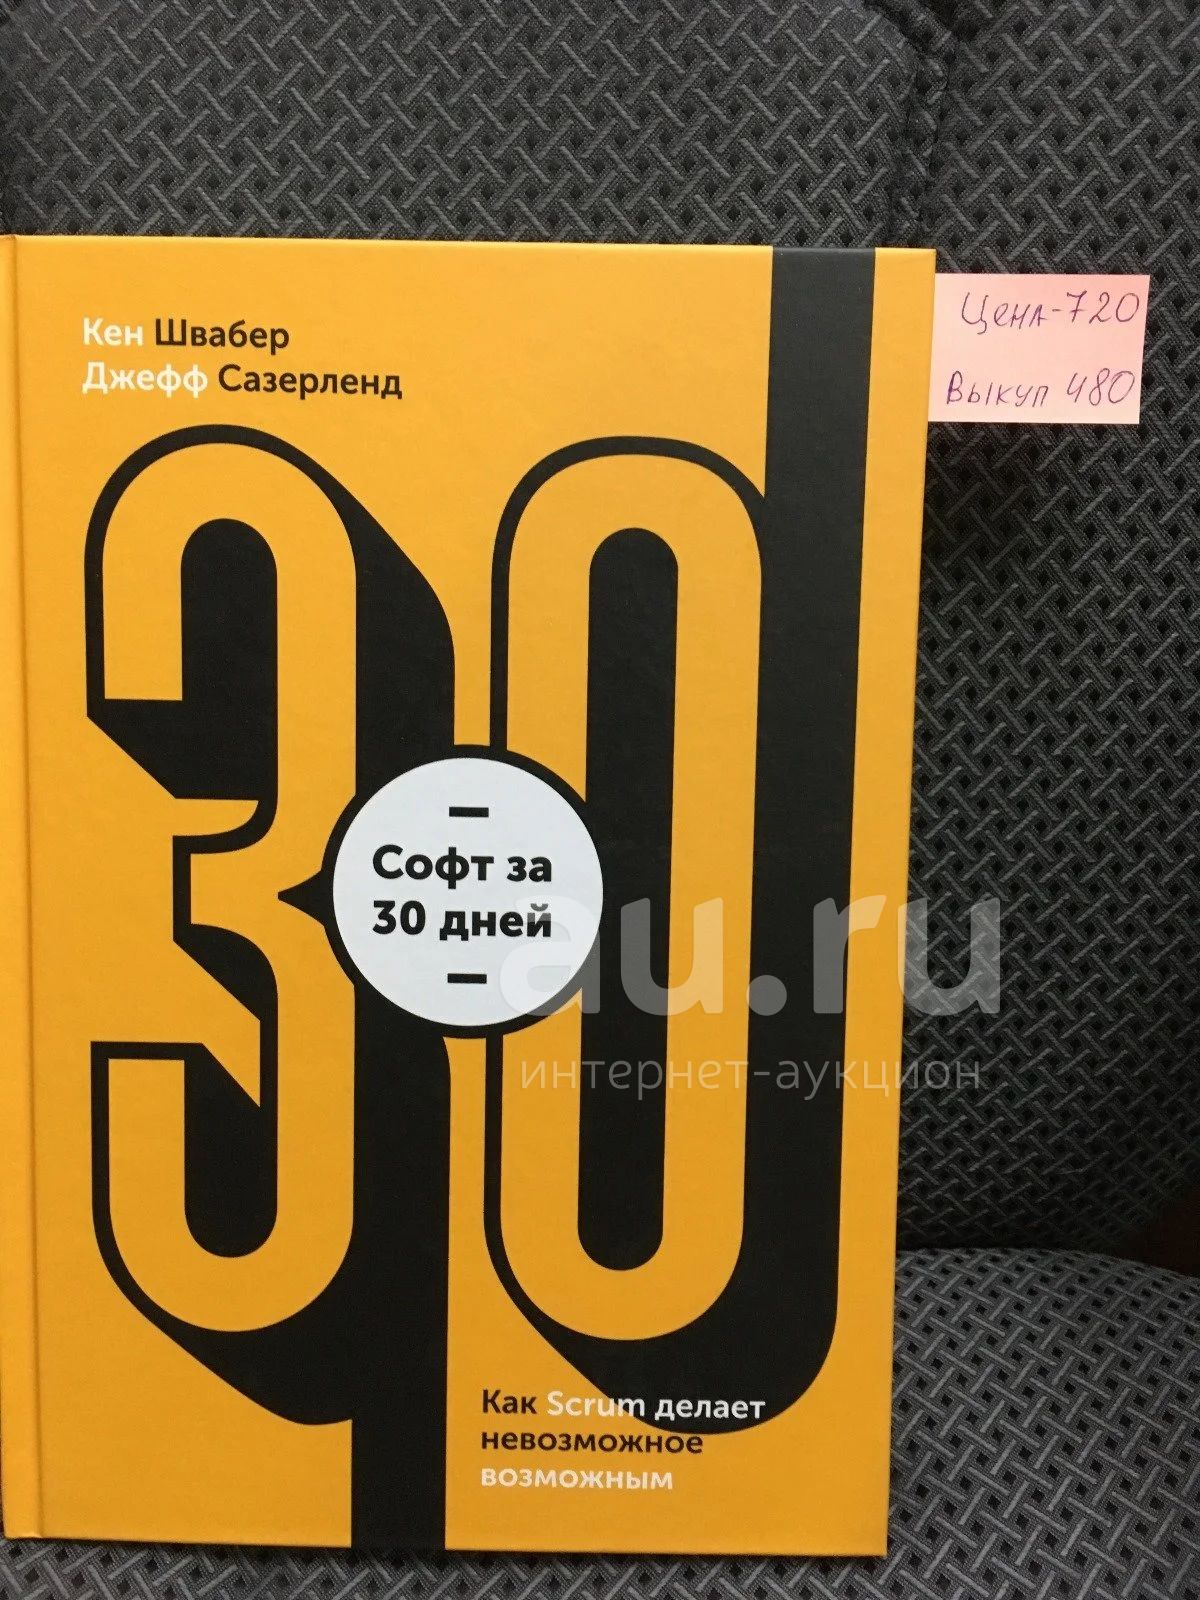 Кен Швабер
Джефф Сазерленд
Цена-720
Выкуп 480
30
Софт за
30 дней
au.ru
интернет-аукцион
Как Scrum делает
невозможное
возможным